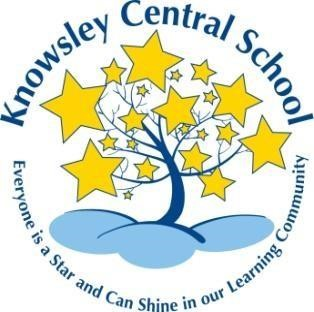 Knowsley Central School
Everyone is a Star and Can Shine in our Learning Community